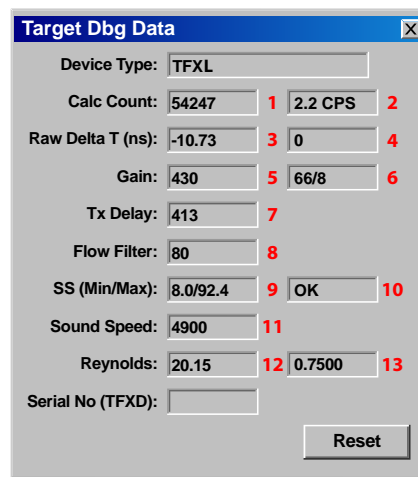 Target Dbg Data X
Device Type: TFXL
Calc Count: 54247 1 2.2 CPS 2
Raw Delta T (ns): -10.73 3 0 4
Gain: 430 5 66/8 6
Tx Delay: 413 7
Flow Filter: 80 8
SS (Min/Max): 8.0/92.4 9 OK 10
Sound Speed: 4900 11
Reynolds: 20.15 12 0.7500 13
Serial No (TFXD):
Reset